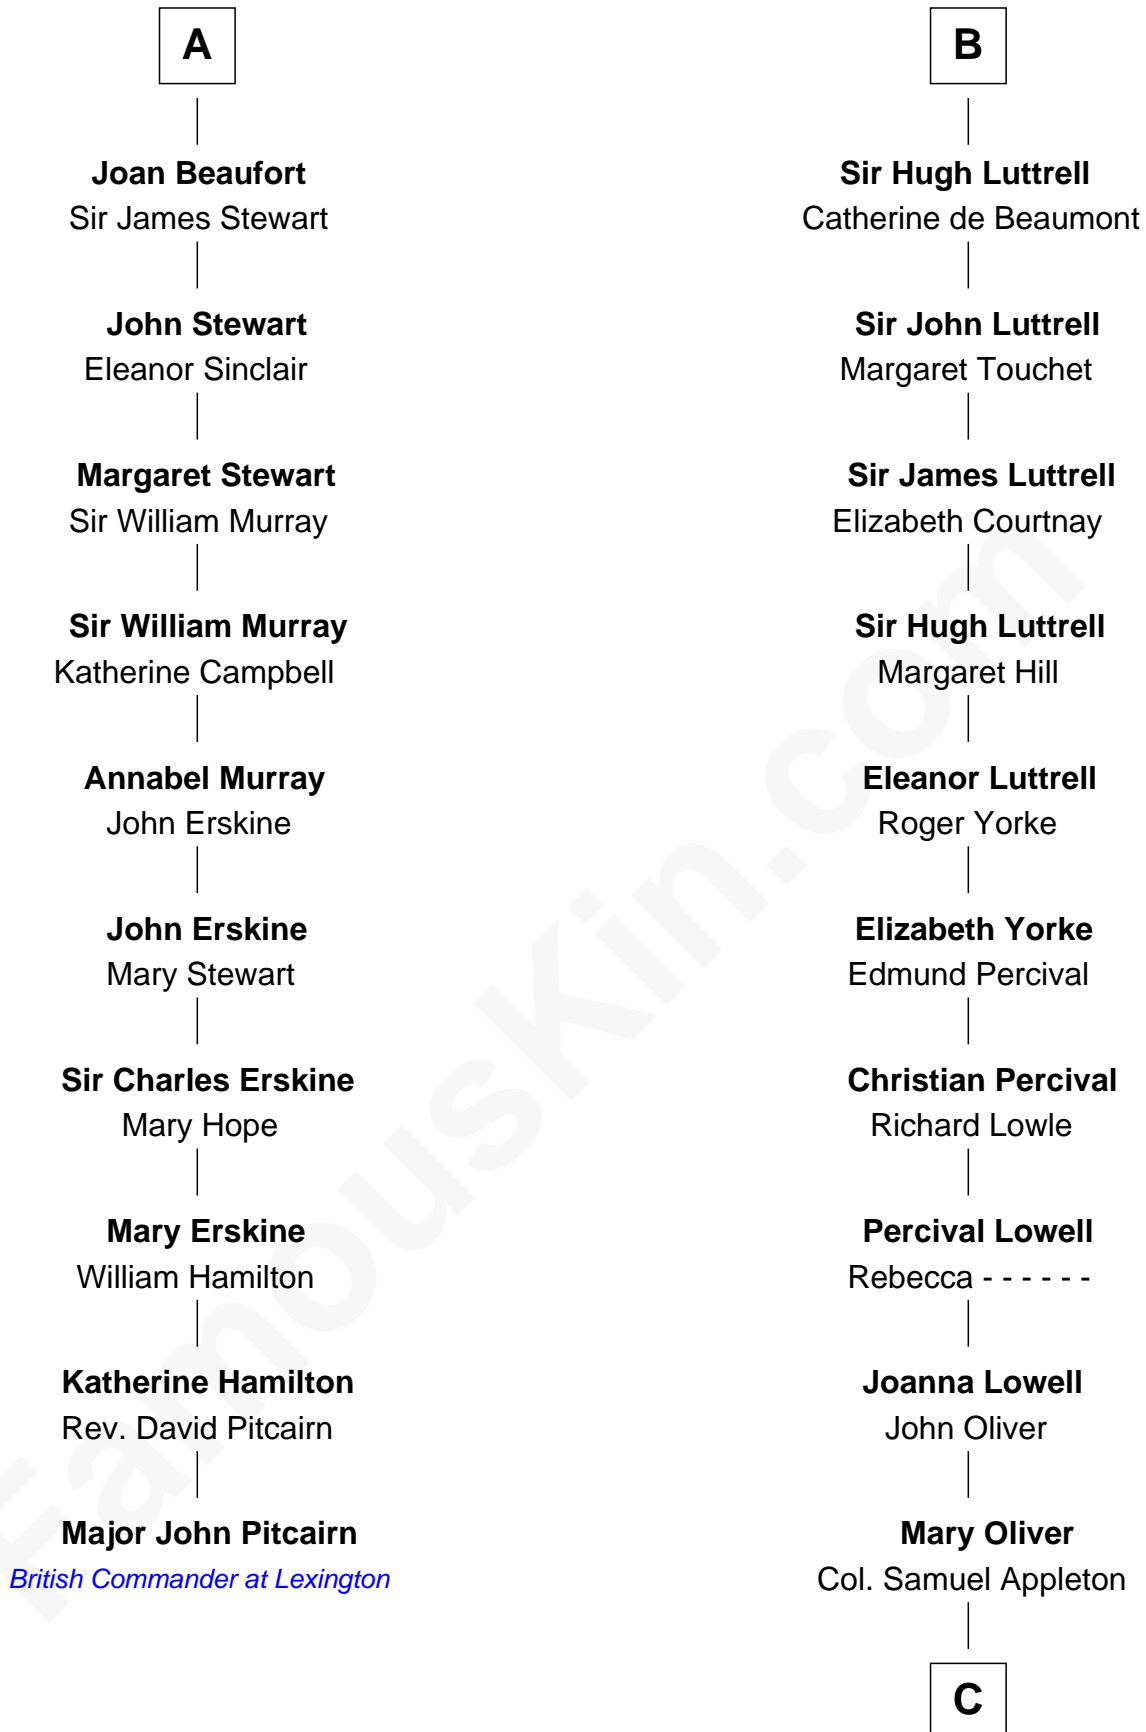 A
Joan Beaufort
Sir James Stewart
John Stewart
Eleanor Sinclair
Margaret Stewart
Sir William Murray
Sir William Murray
Katherine Campbell
Annabel Murray
John Erskine
John Erskine
Mary Stewart
Sir Charles Erskine
Mary Hope
Mary Erskine
William Hamilton
Katherine Hamilton
Rev. David Pitcairn
Major John Pitcairn
British Commander at Lexington
B
Sir Hugh Luttrell
Catherine de Beaumont
Sir John Luttrell
Margaret Touchet
Sir James Luttrell
Elizabeth Courtnay
Sir Hugh Luttrell
Margaret Hill
Eleanor Luttrell
Roger Yorke
Elizabeth Yorke
Edmund Percival
Christian Percival
Richard Lowle
Percival Lowell
Rebecca - - - - - -
Joanna Lowell
John Oliver
Mary Oliver
Col. Samuel Appleton
C
FamousKin.com